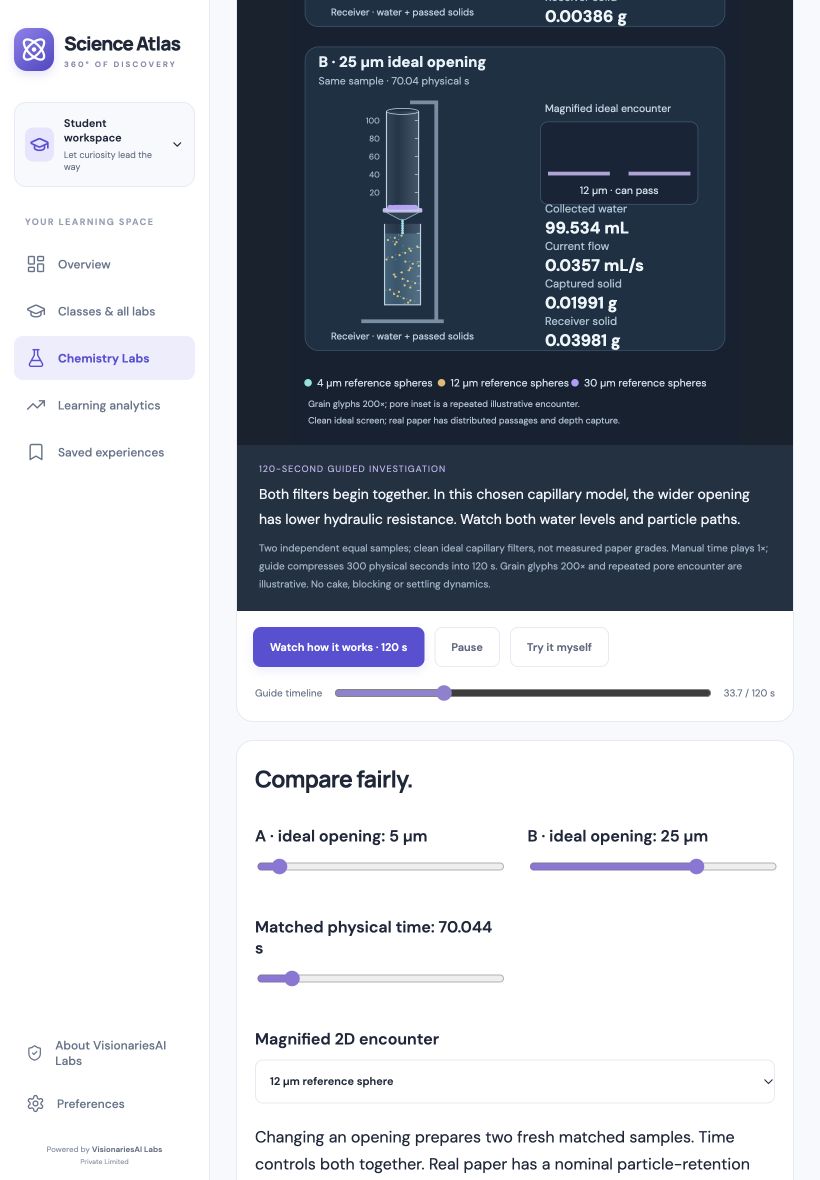 Science Atlas
360° OF DISCOVERY
Student
workspace
Let curiosity lead the
way
YOUR LEARNING SPACE
Overview
Classes & all labs
Chemistry Labs
Learning analytics
Saved experiences
About VisionariesAI
Labs
Preferences
Powered by VisionariesAI Labs
Private Limited
Receiver · water + passed solids
0.00386 g
B · 25 µm ideal opening
Same sample · 70.04 physical s
100
80
60
40
20
Receiver · water + passed solids
Magnified ideal encounter
12 µm · can pass
Collected water
99.534 mL
Current flow
0.0357 mL/s
Captured solid
0.01991 g
Receiver solid
0.03981 g
4 µm reference spheres 12 µm reference spheres 30 µm reference spheres
Grain glyphs 200×; pore inset is a repeated illustrative encounter.
Clean ideal screen; real paper has distributed passages and depth capture.
120-SECOND GUIDED INVESTIGATION
Both filters begin together. In this chosen capillary model, the wider opening
has lower hydraulic resistance. Watch both water levels and particle paths.
Two independent equal samples; clean ideal capillary filters, not measured paper grades. Manual time plays 1×;
guide compresses 300 physical seconds into 120 s. Grain glyphs 200× and repeated pore encounter are
illustrative. No cake, blocking or settling dynamics.
Watch how it works · 120 s
Pause
Try it myself
Guide timeline
33.7 / 120 s
Compare fairly.
A · ideal opening: 5 µm
B · ideal opening: 25 µm
Matched physical time: 70.044
s
Magnified 2D encounter
12 µm reference sphere
Changing an opening prepares two fresh matched samples. Time
controls both together. Real paper has a nominal particle-retention